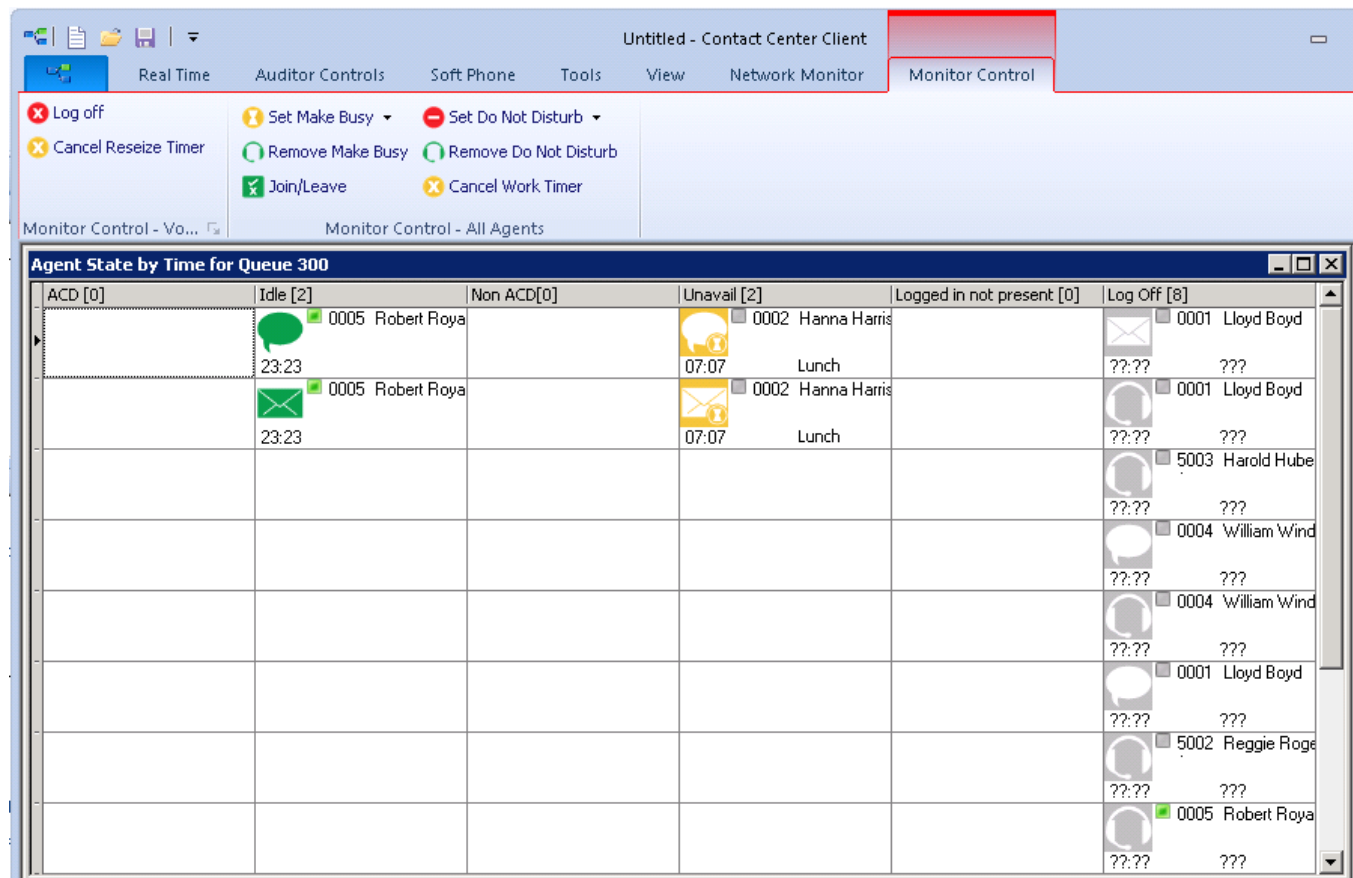 Untitled - Contact Center Client
Real Time Auditor Controls Soft Phone Tools View Network Monitor Monitor Control
Log off Set Make Busy Set Do Not Disturb
Cancel Reseize Timer Remove Make Busy Remove Do Not Disturb
Join/Leave Cancel Work Timer
Monitor Control - Vo... Monitor Control - All Agents
Agent State by Time for Queue 300
ACD [0] Idle [2] Non ACD[0] Unavail [2] Logged in not present [0] Log Off [8]
0005 Robert Roya 0002 Hanna Harris 0001 Lloyd Boyd
23:23 07:07 Lunch ??:?? ???
0005 Robert Roya 0002 Hanna Harris 0001 Lloyd Boyd
23:23 07:07 Lunch ??:?? ???
5003 Harold Hube
??:?? ???
0004 William Wind
??:?? ???
0004 William Wind
??:?? ???
0001 Lloyd Boyd
??:?? ???
5002 Reggie Roge
??:?? ???
0005 Robert Roya
??:?? ???